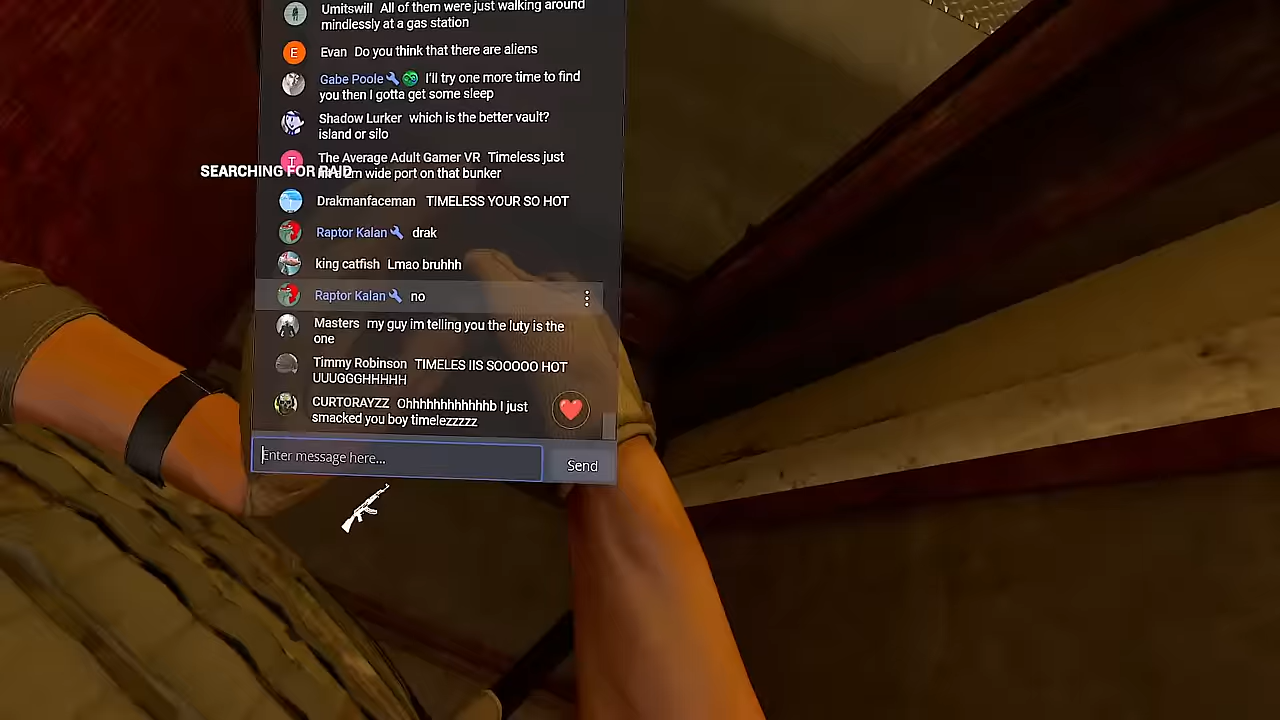 Umitswill All of them were just walking around
mindlessly at a gas station
E
Evan Do you think that there are aliens
Gabe Poole I'll try one more time to find
you then I gotta get some sleep
Shadow Lurker which is the better vault?
island or silo
T
The Average Adult Gamer VR Timeless just
SEARCHING FOR RAID
wide port on that bunker
Drakmanfaceman TIMELESS YOUR SO HOT
Raptor Kalan drak
king catfish Lmao bruhhh
Raptor Kalan no
Masters my guy im telling you the luty is the
one
Timmy Robinson TIMELES IIS SOOOOO HOT
UUUGGGHHHHH
CURTORAYZZ Ohhhhhhhhhhhb I just
smacked you boy timelezzzzz
Enter message here...
Send